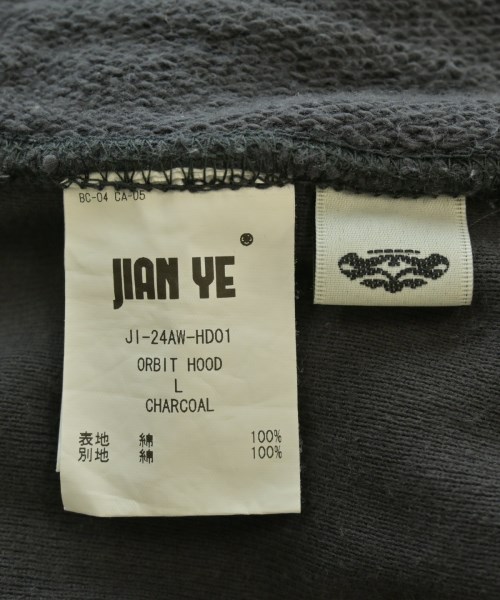 BC-04 CA-05
JIAN YE
JI-24AW-HD01
ORBIT HOOD
L
CHARCOAL
表地 綿 100%
別地 綿 100%